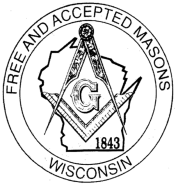 FREE AND ACCEPTED MASONS
G
1843
WISCONSIN